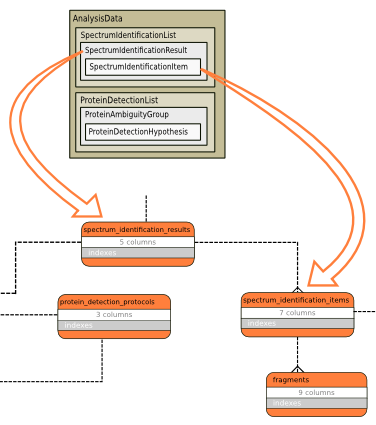 AnalysisData
SpectrumIdentificationList
SpectrumIdentificationResult
SpectrumIdentificationItem
ProteinDetectionList
ProteinAmbiguityGroup
ProteinDetectionHypothesis
spectrum_identification_results
5 columns
indexes
protein_detection_protocols
3 columns
indexes
spectrum_identification_items
7 columns
indexes
fragments
9 columns
indexes